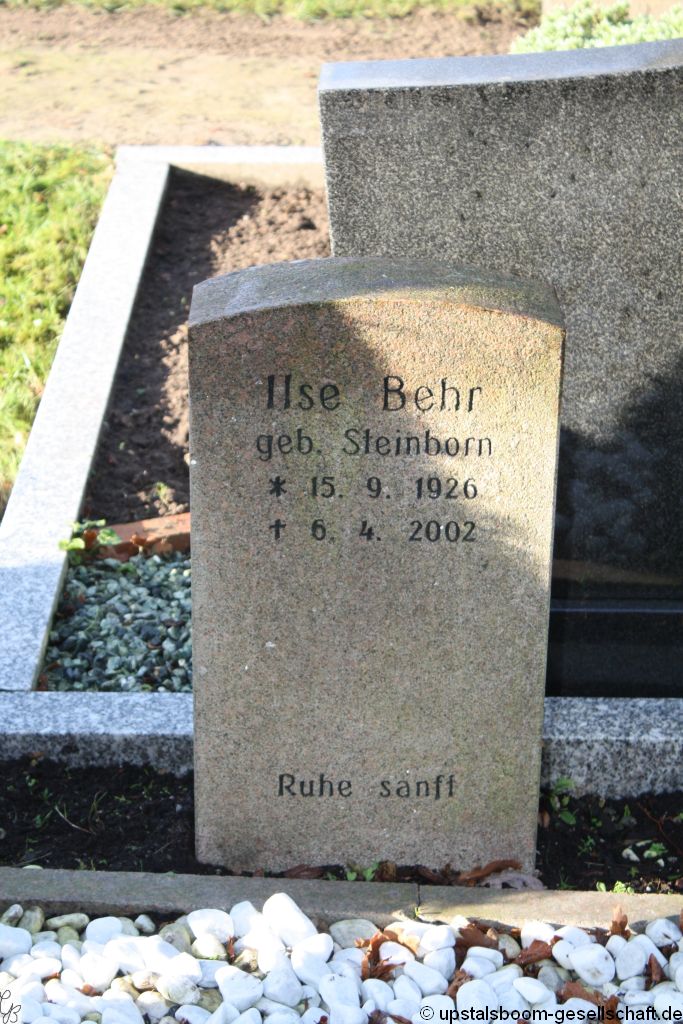 Ilse Behr
geb. Steinborn
* 15. 9. 1926
† 6. 4. 2002
Ruhe sanft
© upstalsboom-gesellschaft.de